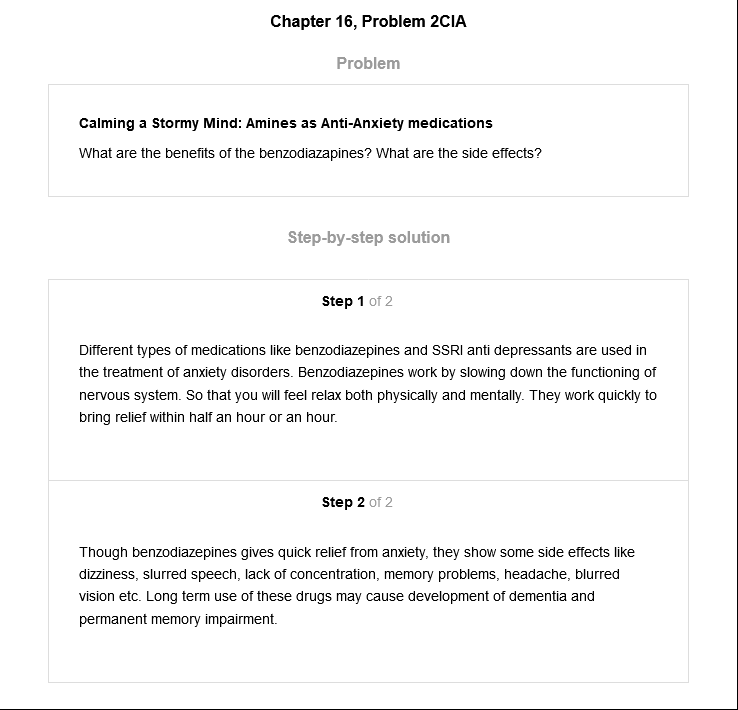 Chapter 16, Problem 2CIA
Problem
Calming a Stormy Mind: Amines as Anti-Anxiety medications
What are the benefits of the benzodiazapines? What are the side effects?
Step-by-step solution
Step 1 of 2
Different types of medications like benzodiazepines and SSRI anti depressants are used in
the treatment of anxiety disorders. Benzodiazepines work by slowing down the functioning of
nervous system. So that you will feel relax both physically and mentally. They work quickly to
bring relief within half an hour or an hour.
Step 2 of 2
Though benzodiazepines gives quick relief from anxiety, they show some side effects like
dizziness, slurred speech, lack of concentration, memory problems, headache, blurred
vision etc. Long term use of these drugs may cause development of dementia and
permanent memory impairment.